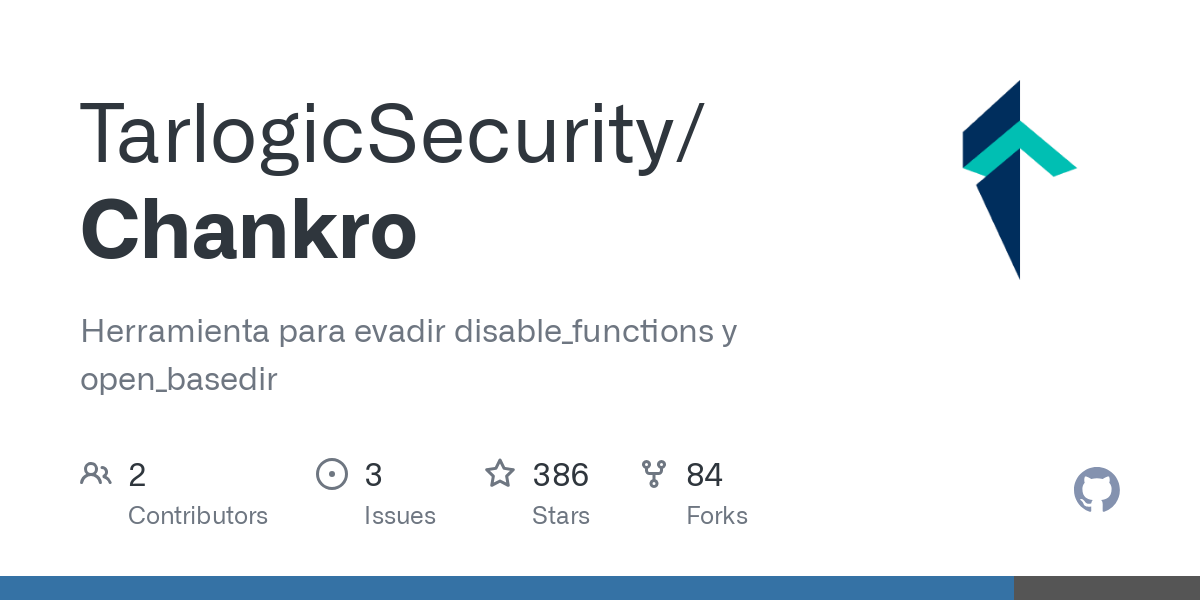 TarlogicSecurity/
Chankro
Herramienta para evadir disable_functions y
open_basedir
2
Contributors
3
Issues
386
Stars
84
Forks